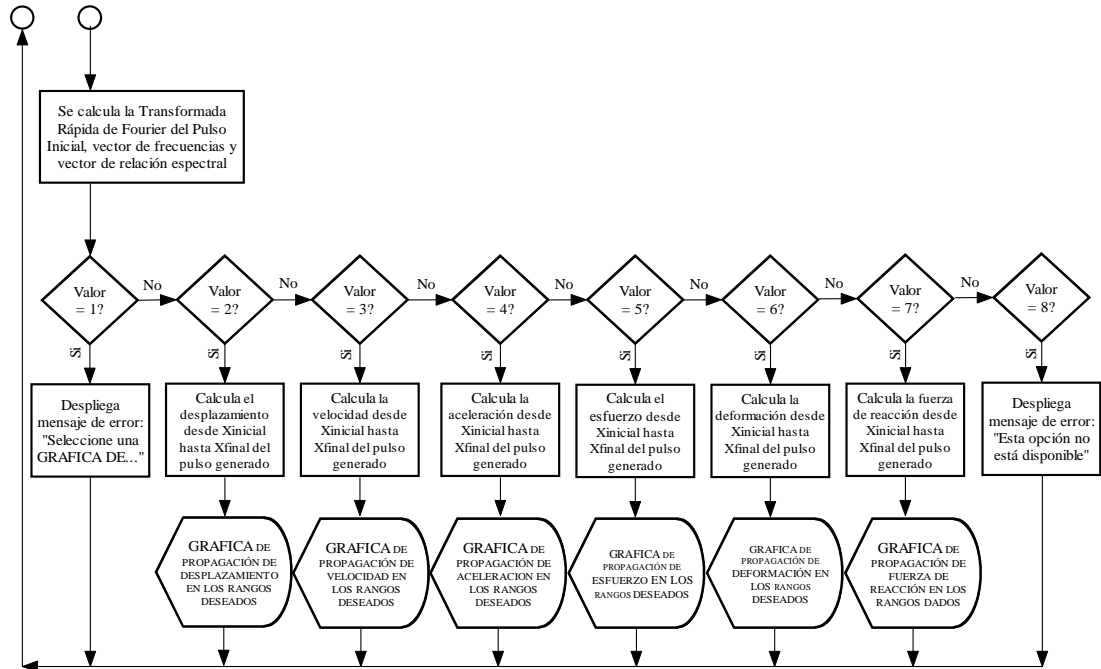 Se calcula la Transformada
Rápida de Fourier del Pulso
Inicial, vector de frecuencias y
vector de relación espectral
Valor
= 1?
No
Valor
= 2?
No
Valor
= 3?
No
Valor
= 4?
No
Valor
= 5?
No
Valor
= 6?
No
Valor
= 7?
No
Valor
= 8?
Si
Si
Si
Si
Si
Si
Si
Si
Despliega
mensaje de error:
"Seleccione una
GRAFICA DE..."
Calcula el
desplazamiento
desde Xinicial
hasta Xfinal del
pulso generado
Calcula la
velocidad desde
Xinicial hasta
Xfinal del pulso
generado
Calcula la
aceleración desde
Xinicial hasta
Xfinal del pulso
generado
Calcula el
esfuerzo desde
Xinicial hasta
Xfinal del pulso
generado
Calcula la
deformación desde
Xinicial hasta
Xfinal del pulso
generado
Calcula la fuerza
de reacción desde
Xinicial hasta
Xfinal del pulso
generado
Despliega
mensaje de error:
"Esta opción no
está disponible"
GRAFICA DE
PROPAGACIÓN DE
DESPLAZAMIENTO
EN LOS RANGOS
DESEADOS
GRAFICA DE
PROPAGACIÓN DE
VELOCIDAD EN
LOS RANGOS
DESEADOS
GRAFICA DE
PROPAGACIÓN DE
ACELERACION EN
LOS RANGOS
DESEADOS
GRAFICA DE
PROPAGACIÓN DE
ESFUERZO EN LOS
RANGOS DESEADOS
GRAFICA DE
PROPAGACIÓN DE
DEFORMACIÓN EN
LOS RANGOS
DESEADOS
GRAFICA DE
PROPAGACIÓN DE
FUERZA DE
REACCIÓN EN LOS
RANGOS DADOS